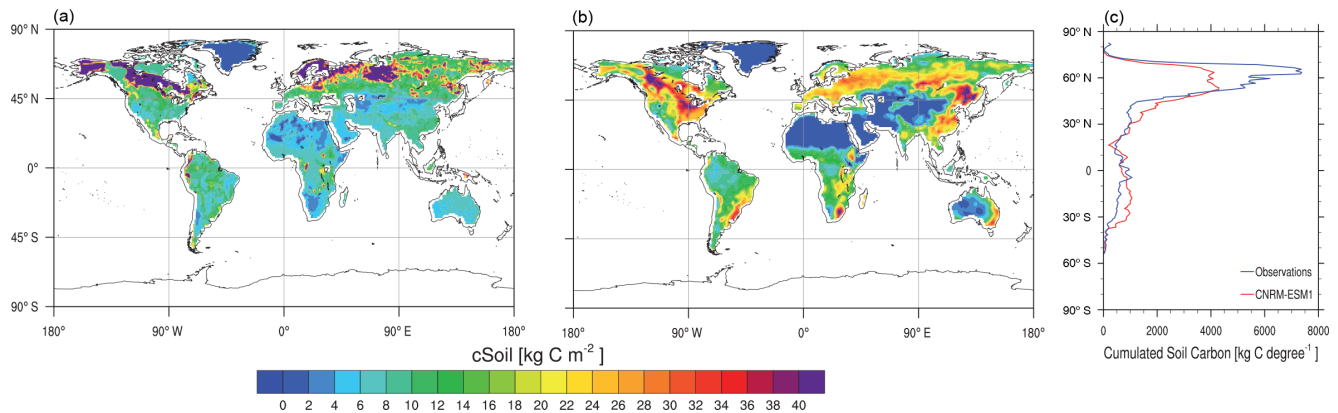 (a)
(b)
(c)
90° N
45° N
0°
45° S
90° S
180°
90° W
0°
90° E
180°
180°
90° W
0°
90° E
180°
90° N
60° N
30° N
0
30° S
60° S
90° S
Observations
CNRM-ESM1
0
2000
4000
6000
8000
Cumulated Soil Carbon [kg C degree⁻¹]
cSoil [kg C m⁻²]
0 2 4 6 8 10 12 14 16 18 20 22 24 26 28 30 32 34 36 38 40